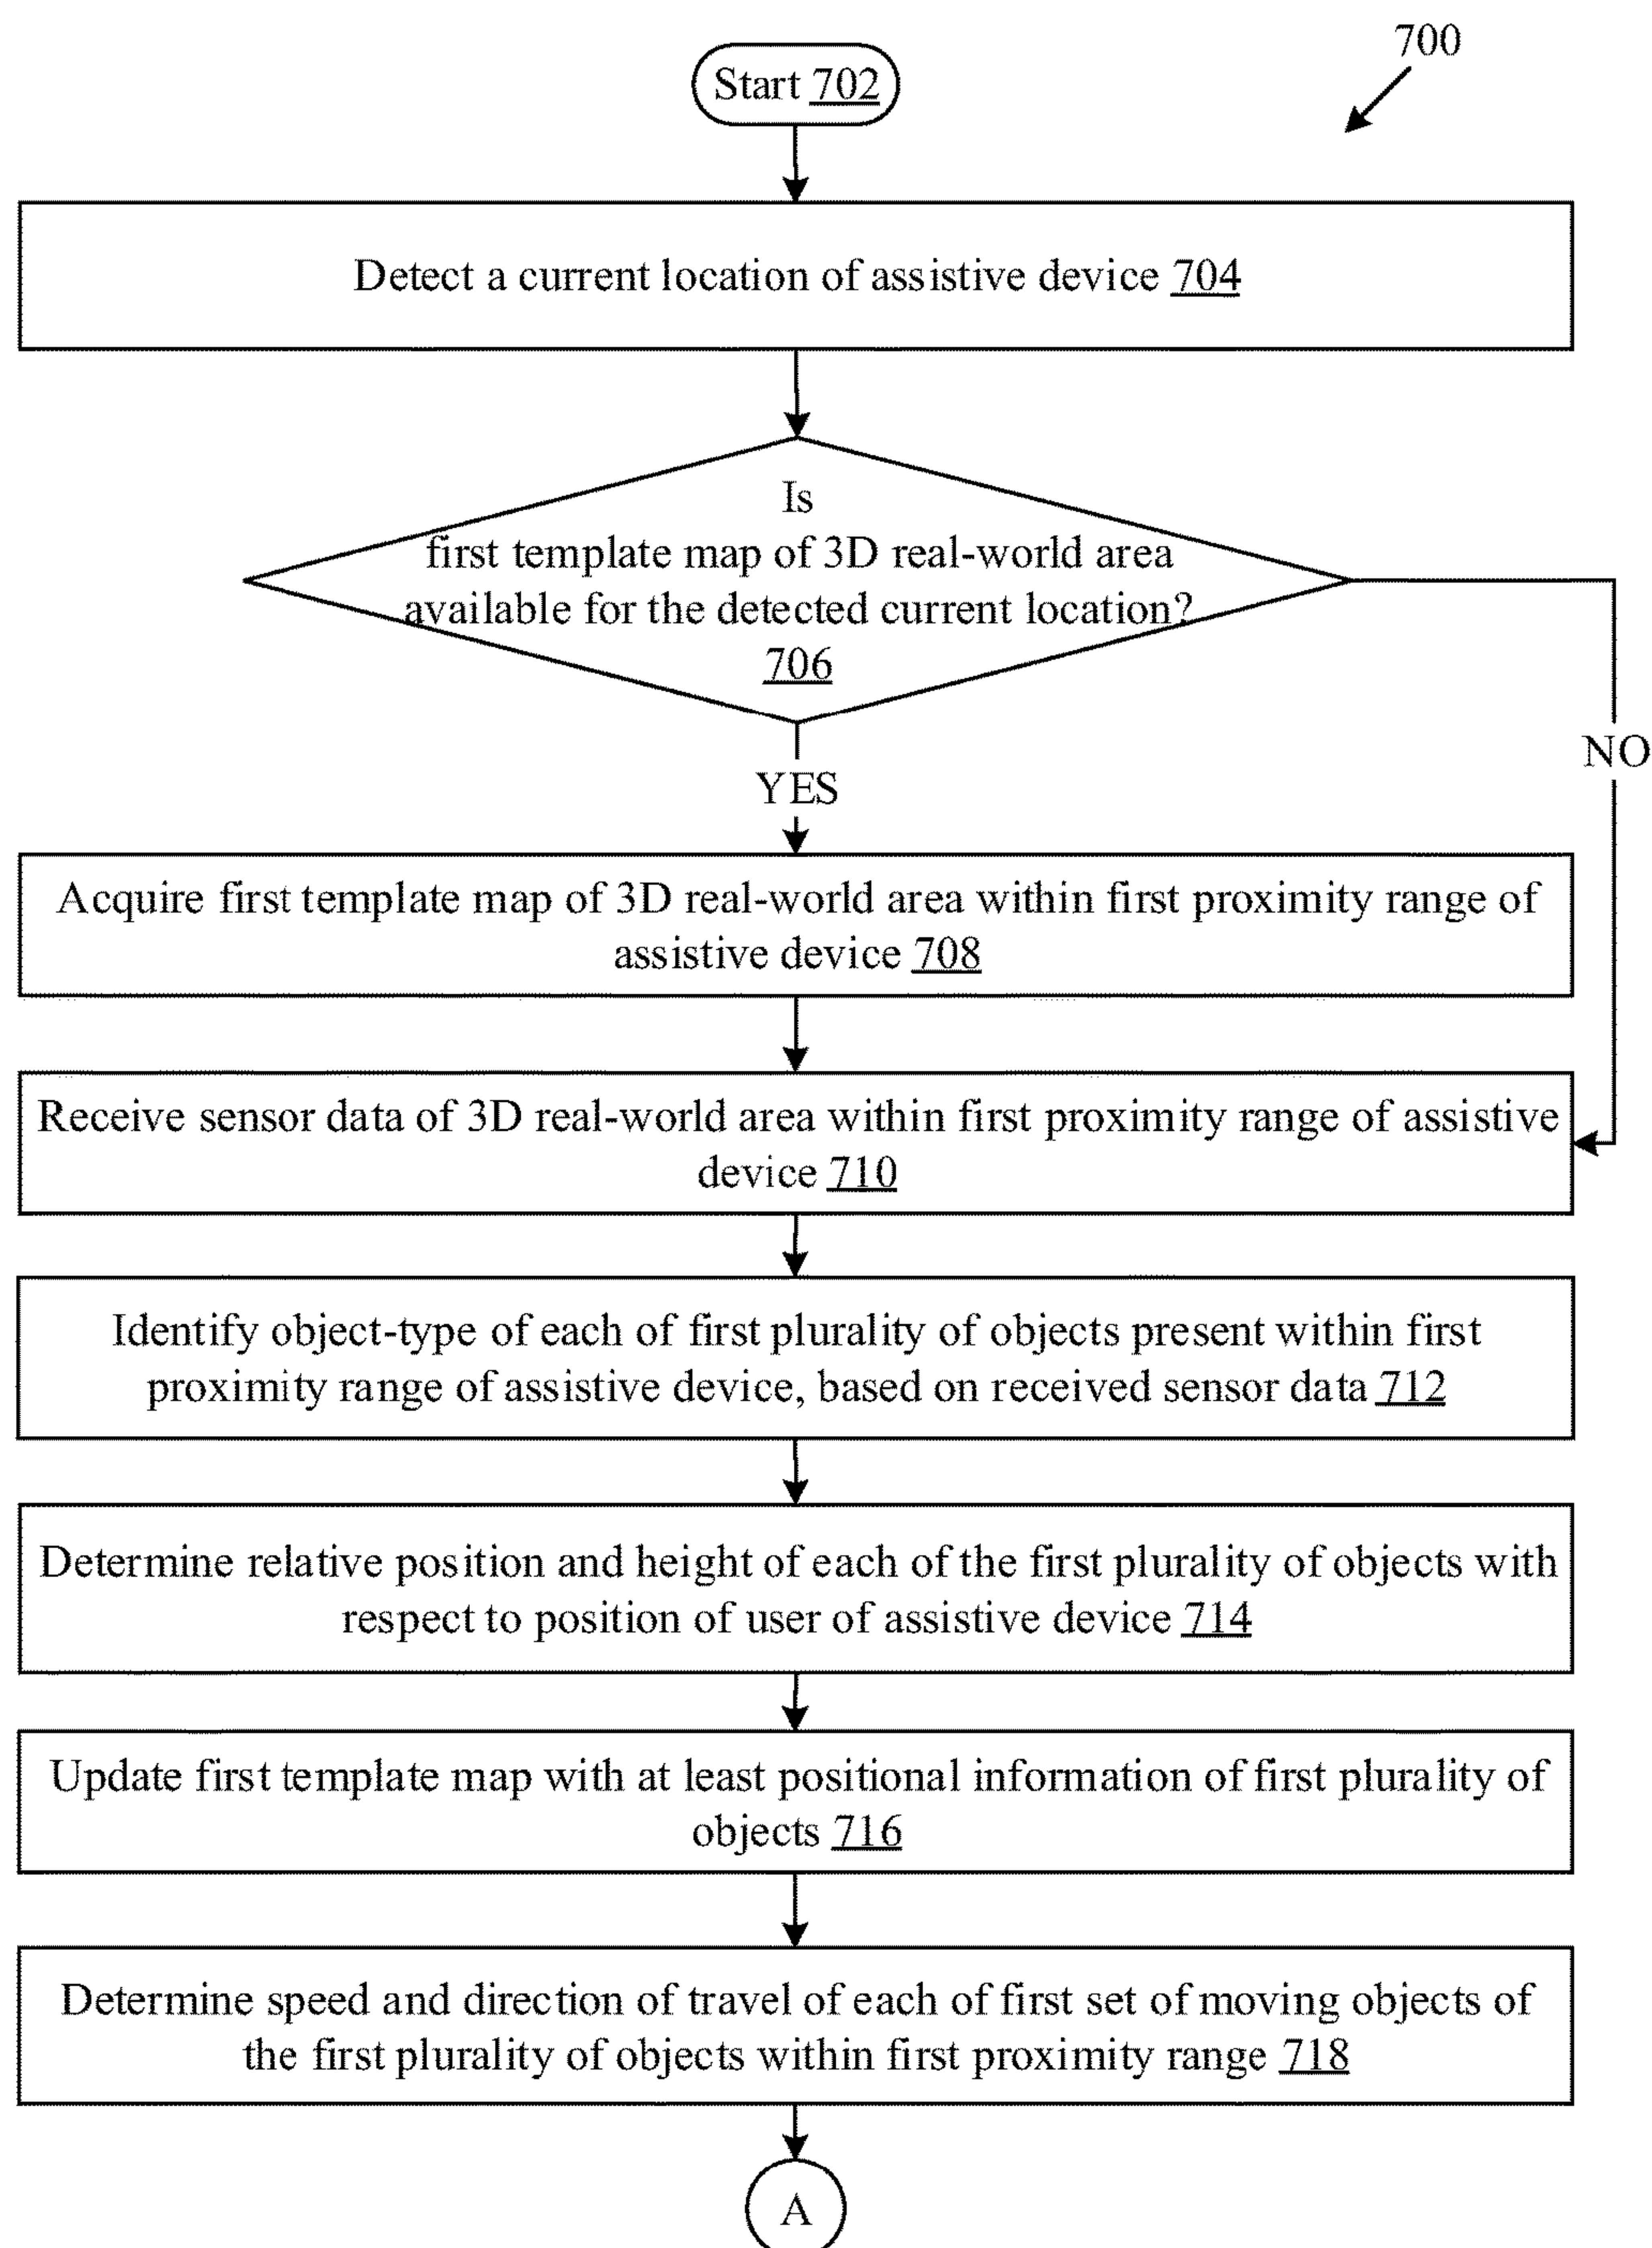 700
Start 702
Detect a current location of assistive device 704
Is
first template map of 3D real-world area
available for the detected current location?
706
NO
YES
Acquire first template map of 3D real-world area within first proximity range of
assistive device 708
Receive sensor data of 3D real-world area within first proximity range of assistive
device 710
Identify object-type of each of first plurality of objects present within first
proximity range of assistive device, based on received sensor data 712
Determine relative position and height of each of the first plurality of objects with
respect to position of user of assistive device 714
Update first template map with at least positional information of first plurality of
objects 716
Determine speed and direction of travel of each of first set of moving objects of
the first plurality of objects within first proximity range 718
A